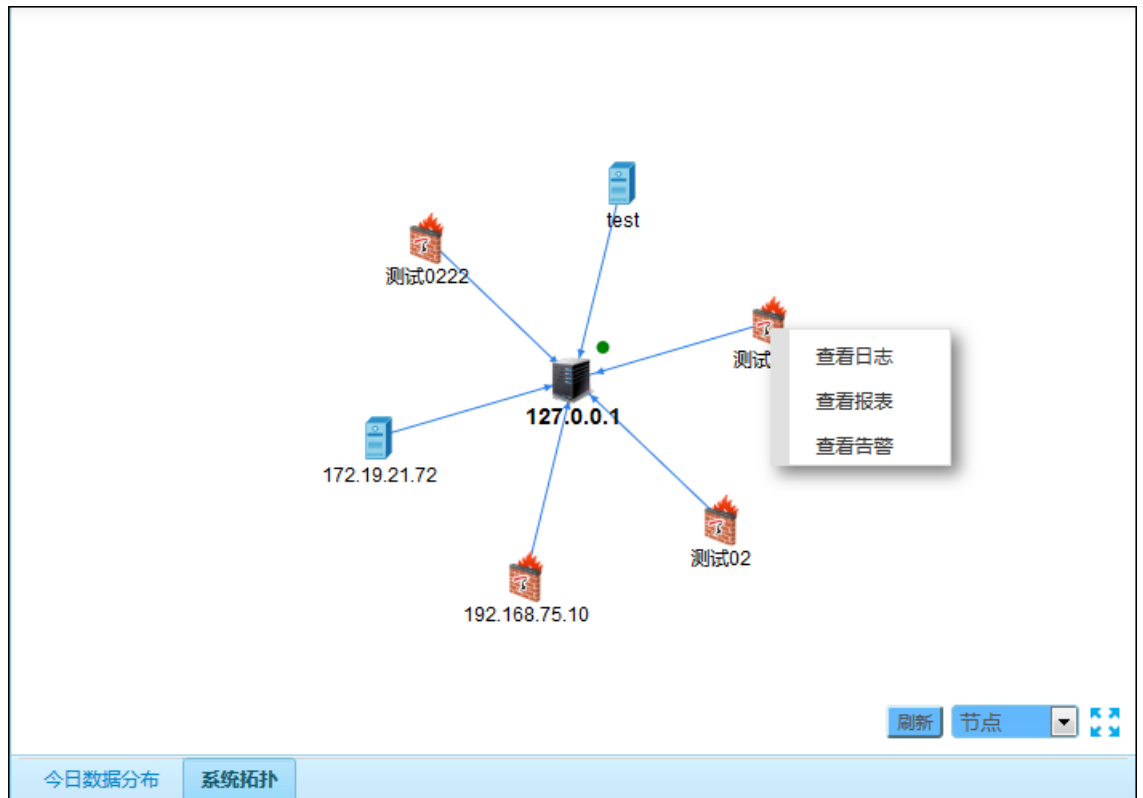 test
测试0222
测试
查看日志
127.0.0.1
查看报表
查看告警
172.19.21.72
测试02
192.168.75.10
刷新
节点
今日数据分布
系统拓扑